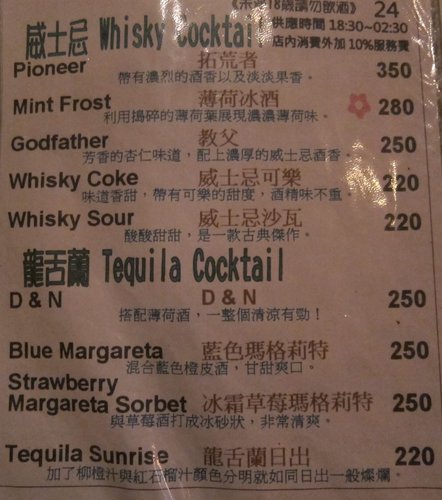 《未滿18歲請勿飲酒》 24
供應時間 18:30~02:30
店內消費外加 10%服務費
威士忌 Whisky Cocktail
Pioneer 拓荒者 350
帶有濃烈的酒香以及淡淡果香。
Mint Frost 薄荷冰酒 280
利用搗碎的薄荷葉展現濃濃薄荷味。
Godfather 教父 250
芳香的杏仁味道，配上濃厚的威士忌酒香。
Whisky Coke 威士忌可樂 220
味道香甜，帶有可樂的甜度，酒精味不重。
Whisky Sour 威士忌沙瓦 220
酸酸甜甜，是一款古典傑作。
龍舌蘭 Tequila Cocktail
D & N D & N 250
搭配薄荷酒，一整個清涼有勁！
Blue Margareta 藍色瑪格莉特 250
混合藍色橙皮酒，甘甜爽口。
Strawberry
Margareta Sorbet 冰霜草莓瑪格莉特 250
與草莓酒打成冰砂狀，非常清爽。
Tequila Sunrise 龍舌蘭日出 220
加了柳橙汁與紅石榴汁顏色分明就如同日出一般燦爛。